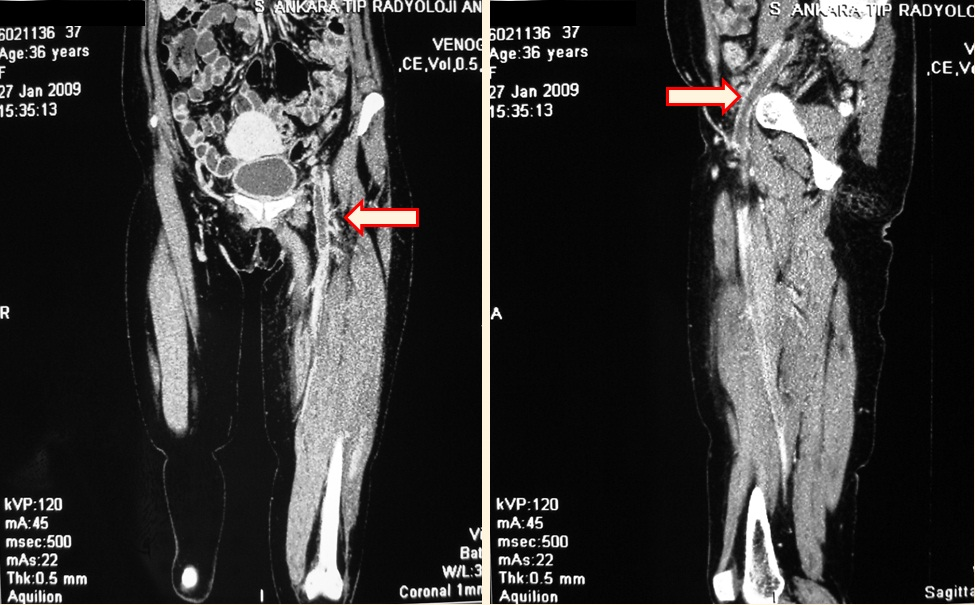 S ANKARA TIP RADYOLOJI AN
6021136 37
Age:36 years
F
27 Jan 2009
15:35:13
VENOG
,CE,Vol,0.5,
R
kVP:120
mA:45
msec:500
mAs:22
Thk:0.5 mm
Aquilion
Vi
Bat
W/L:3
Coronal 1mm
S ANKARA TIP RADYOLO
6021136 37
Age:36 years
F
27 Jan 2009
15:35:13
V
,CE,Vo
A
kVP:120
mA:45
msec:500
mAs:22
Thk:0.5 mm
Aquilion
Sagitta